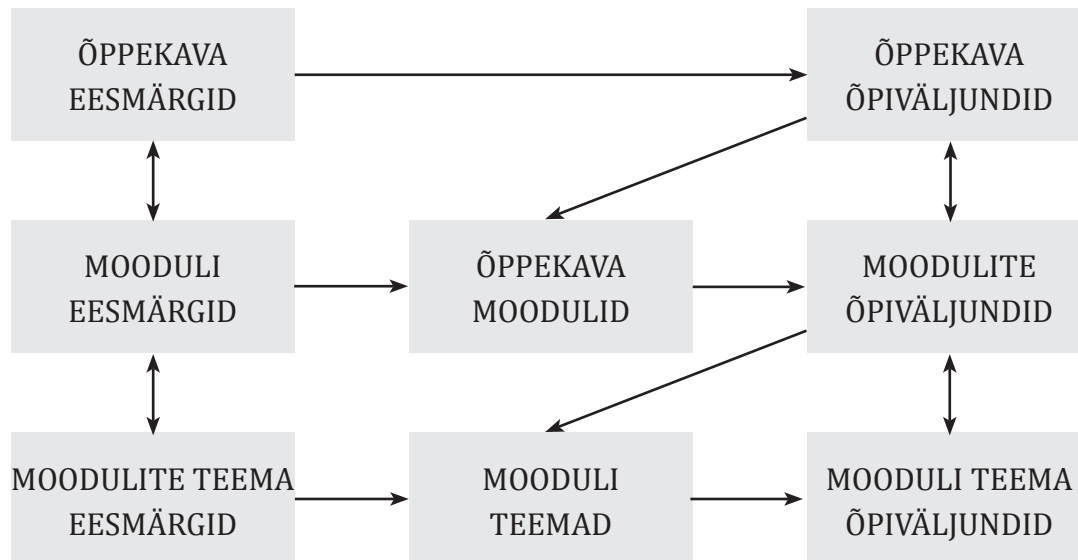 ÕPPEKAVA
EESMÄRGID
ÕPPEKAVA
ÕPIVÄLJUNDID
MOODULI
EESMÄRGID
ÕPPEKAVA
MOODULID
MOODULITE
ÕPIVÄLJUNDID
MOODULITE TEEMA
EESMÄRGID
MOODULI
TEEMAD
MOODULI TEEMA
ÕPIVÄLJUNDID